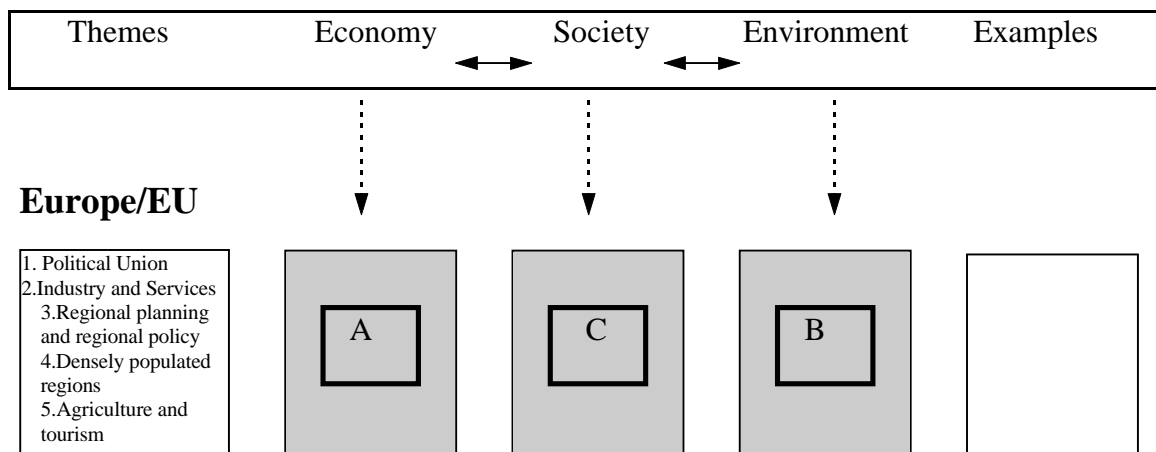 Themes Economy Society Environment Examples
Europe/EU
1. Political Union
2.Industry and Services
3.Regional planning
and regional policy
4.Densely populated
regions
5.Agriculture and
tourism
A C B